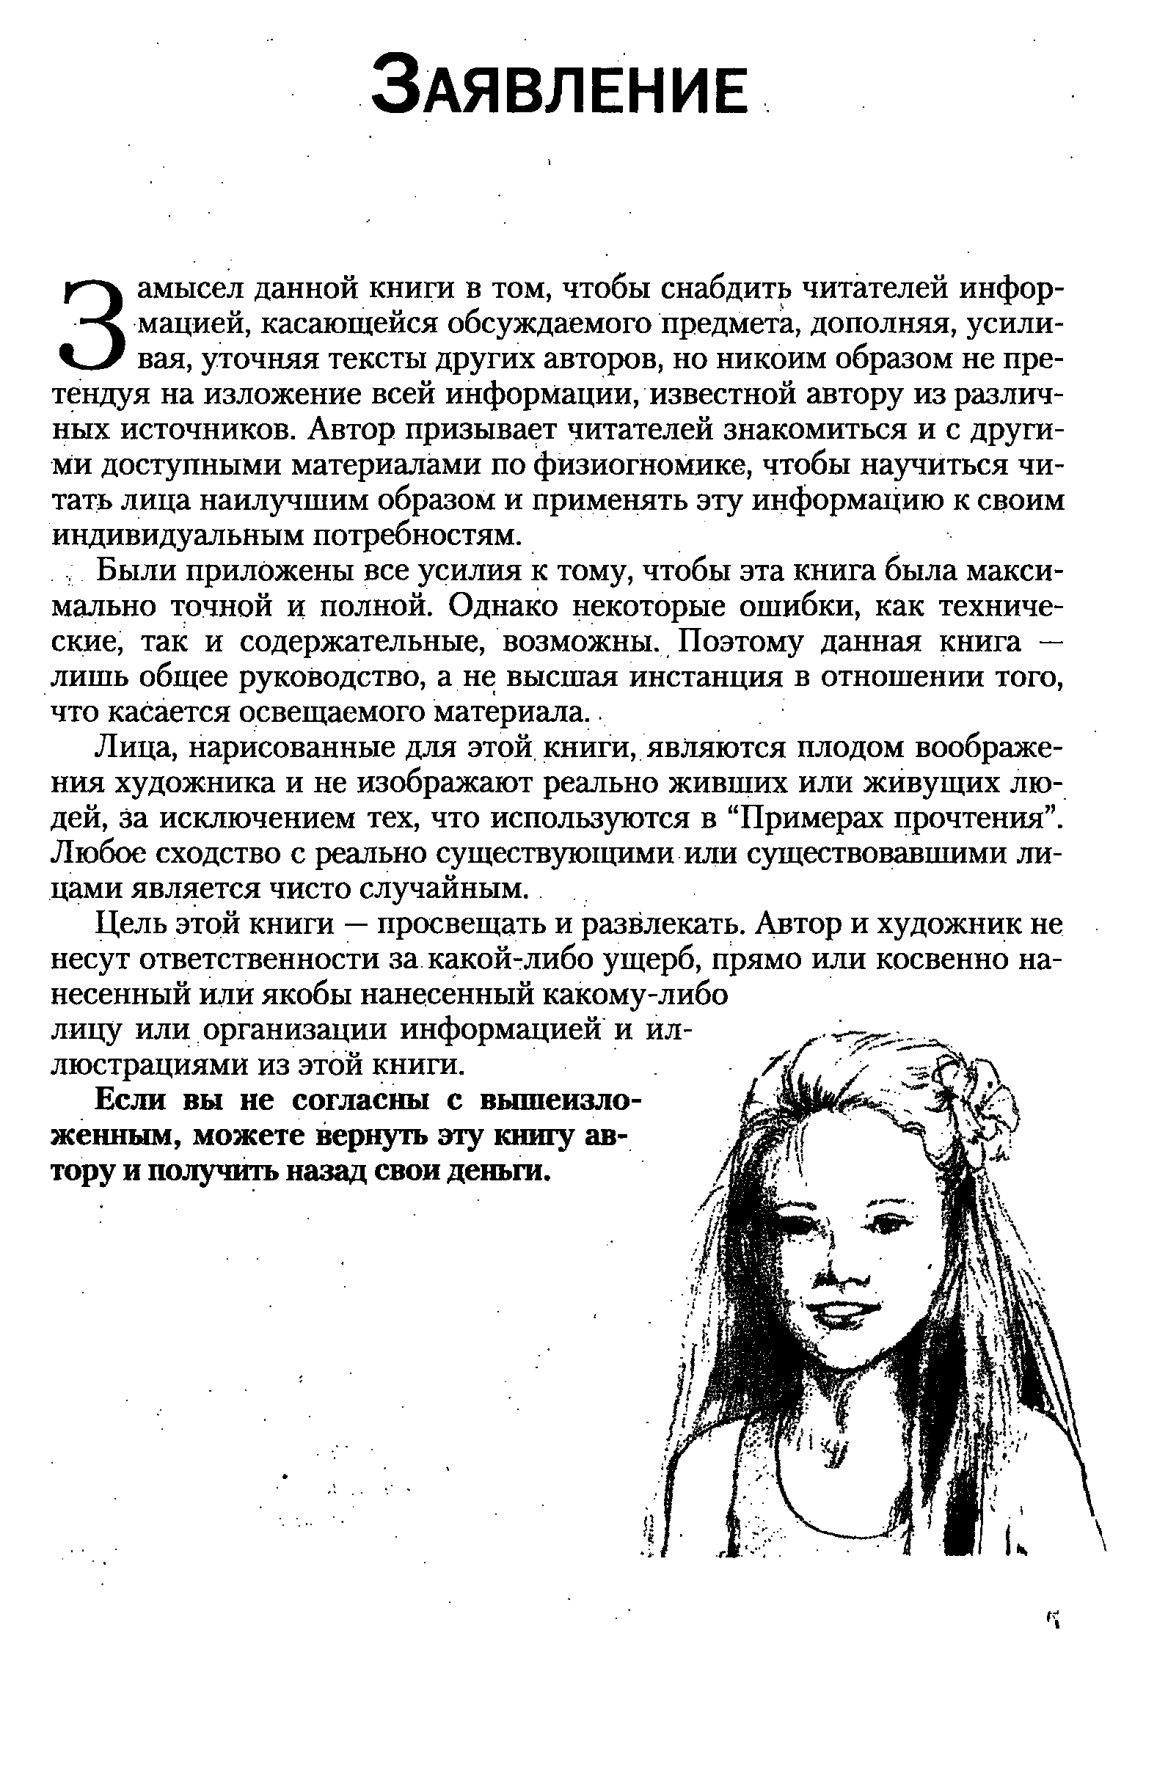 ЗАЯВЛЕНИЕ
Замысел данной книги в том, чтобы снабдить читателей инфор-
мацией, касающейся обсуждаемого предмета, дополняя, усили-
вая, уточняя тексты других авторов, но никоим образом не пре-
тендуя на изложение всей информации, известной автору из различ-
ных источников. Автор призывает читателей знакомиться и с други-
ми доступными материалами по физиогномике, чтобы научиться чи-
тать лица наилучшим образом и применять эту информацию к своим
индивидуальным потребностям.
Были приложены все усилия к тому, чтобы эта книга была макси-
мально точной и полной. Однако некоторые ошибки, как техниче-
ские, так и содержательные, возможны. Поэтому данная книга —
лишь общее руководство, а не высшая инстанция в отношении того,
что касается освещаемого материала.
Лица, нарисованные для этой книги, являются плодом воображе-
ния художника и не изображают реально живших или живущих лю-
дей, за исключением тех, что используются в “Примерах прочтения”.
Любое сходство с реально существующими или существовавшими ли-
цами является чисто случайным.
Цель этой книги — просвещать и развлекать. Автор и художник не
несут ответственности за какой-либо ущерб, прямо или косвенно на-
несенный или якобы нанесенный какому-либо
лицу или организации информацией и ил-
люстрациями из этой книги.
Если вы не согласны с вышеизло-
женным, можете вернуть эту книгу ав-
тору и получить назад свои деньги.